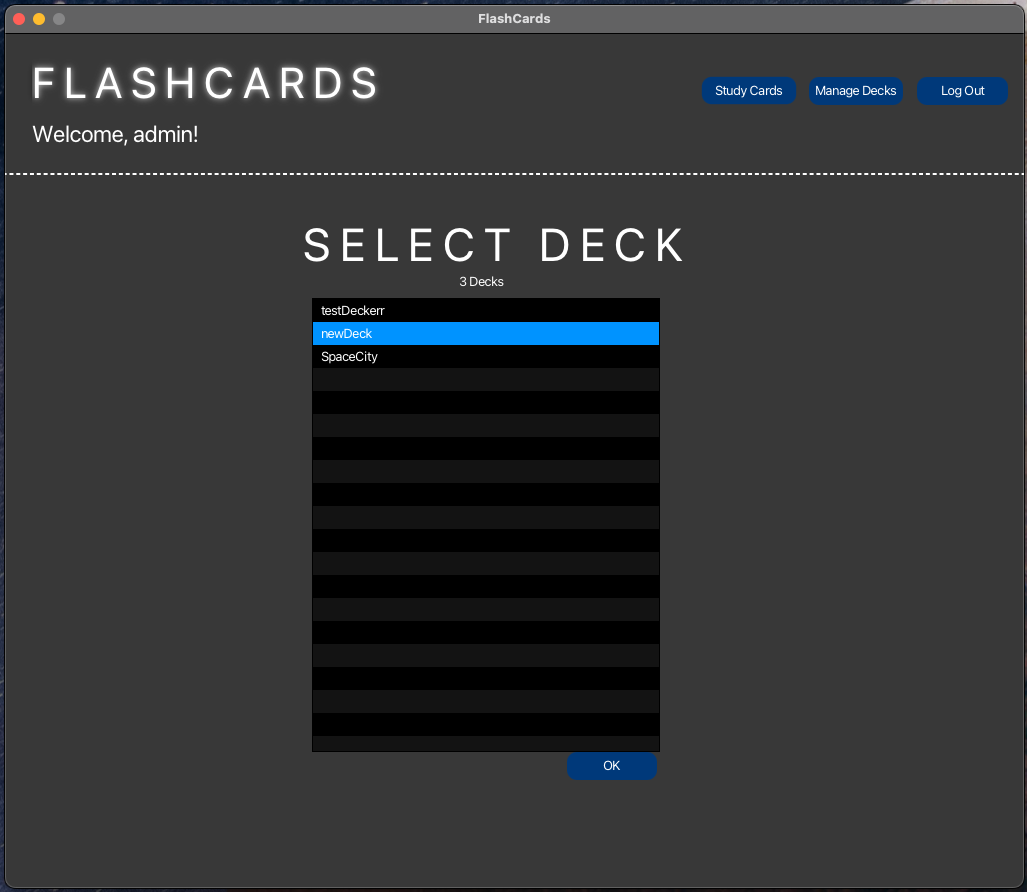 FlashCards
FLASHCARDS
Study Cards
Manage Decks
Log Out
Welcome, admin!
SELECT DECK
3 Decks
testDeckerr
newDeck
SpaceCity
OK